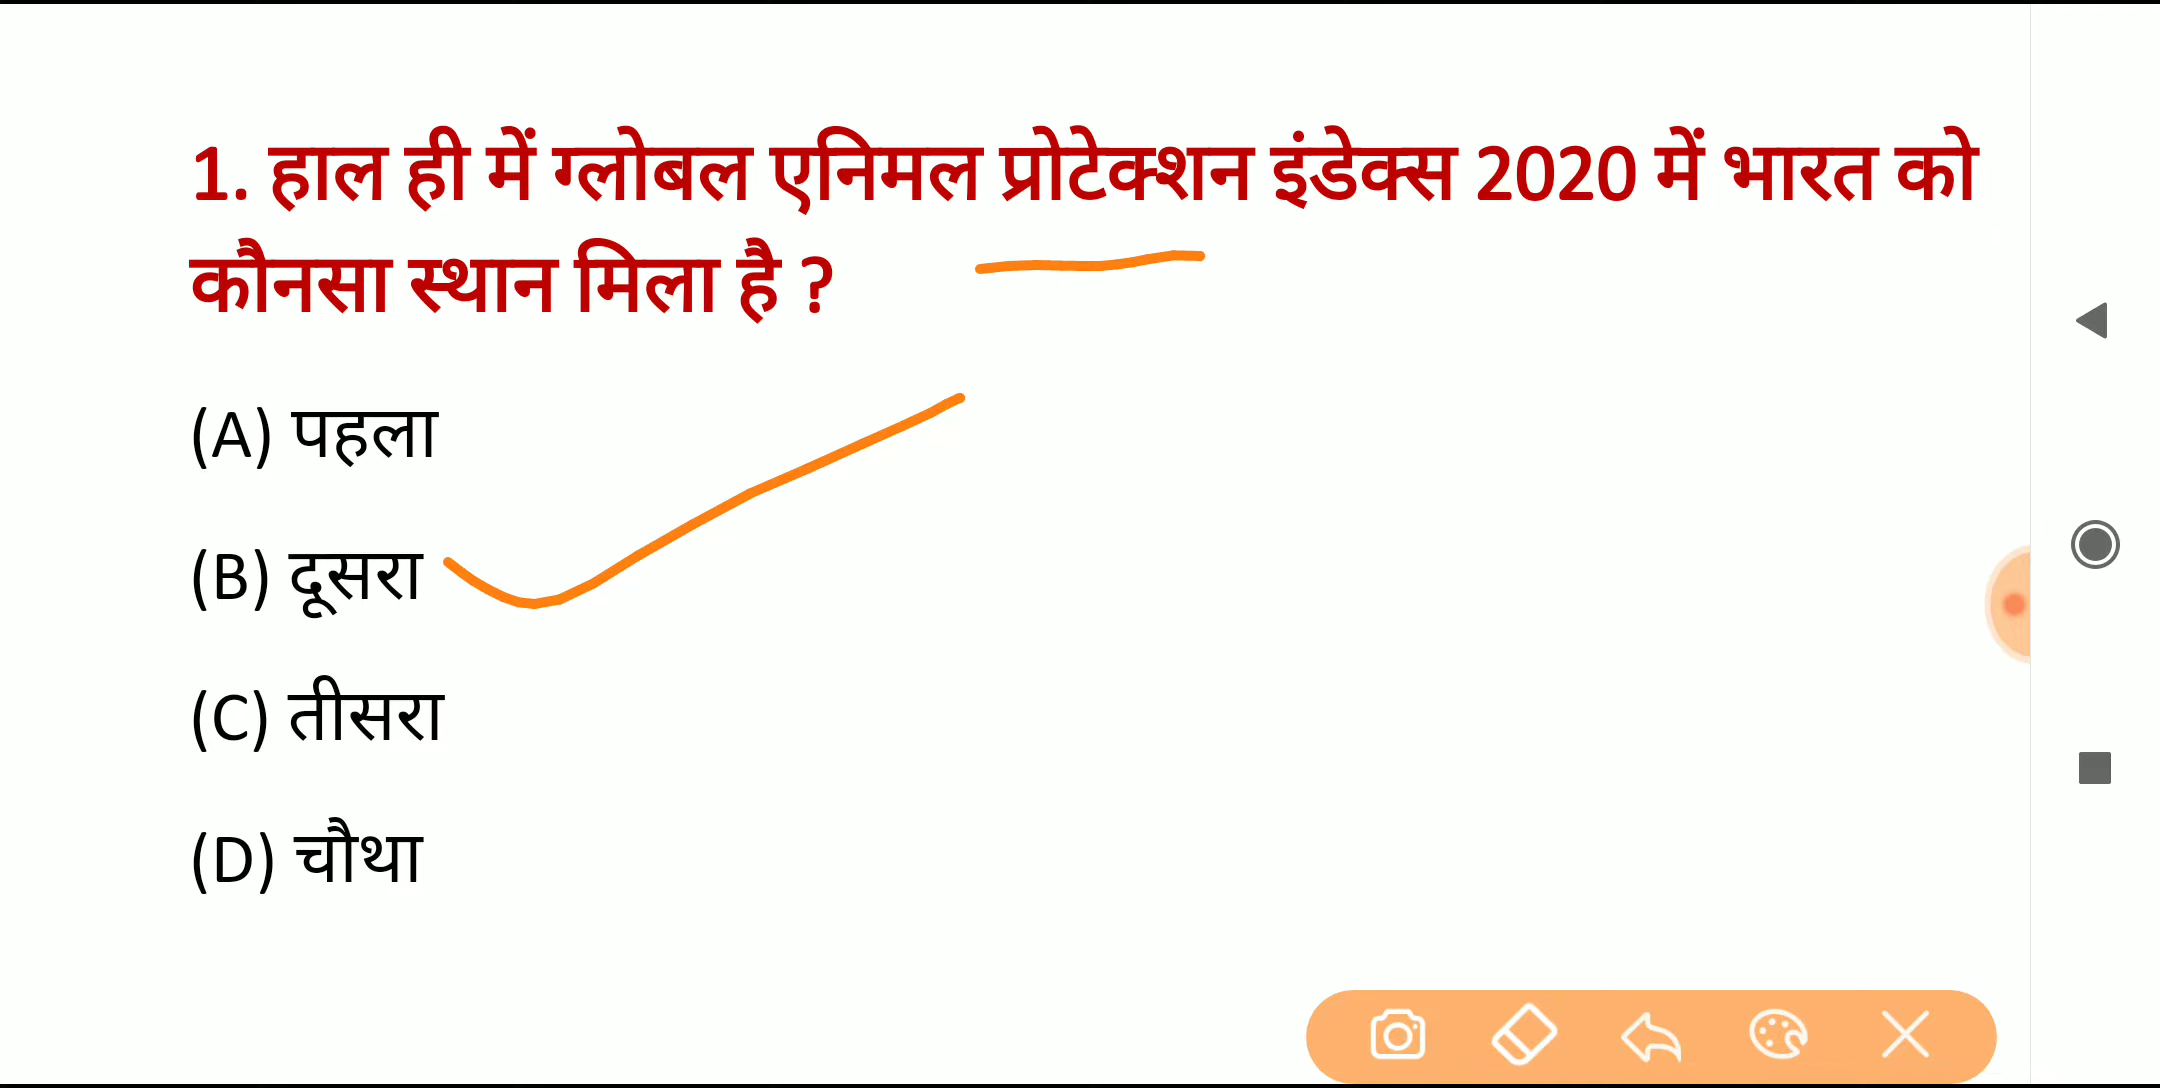 1. हाल ही में ग्लोबल एनिमल प्रोटेक्शन इंडेक्स 2020 में भारत को
कौनसा स्थान मिला है ?
(A) पहला
(B) दूसरा
(C) तीसरा
(D) चौथा